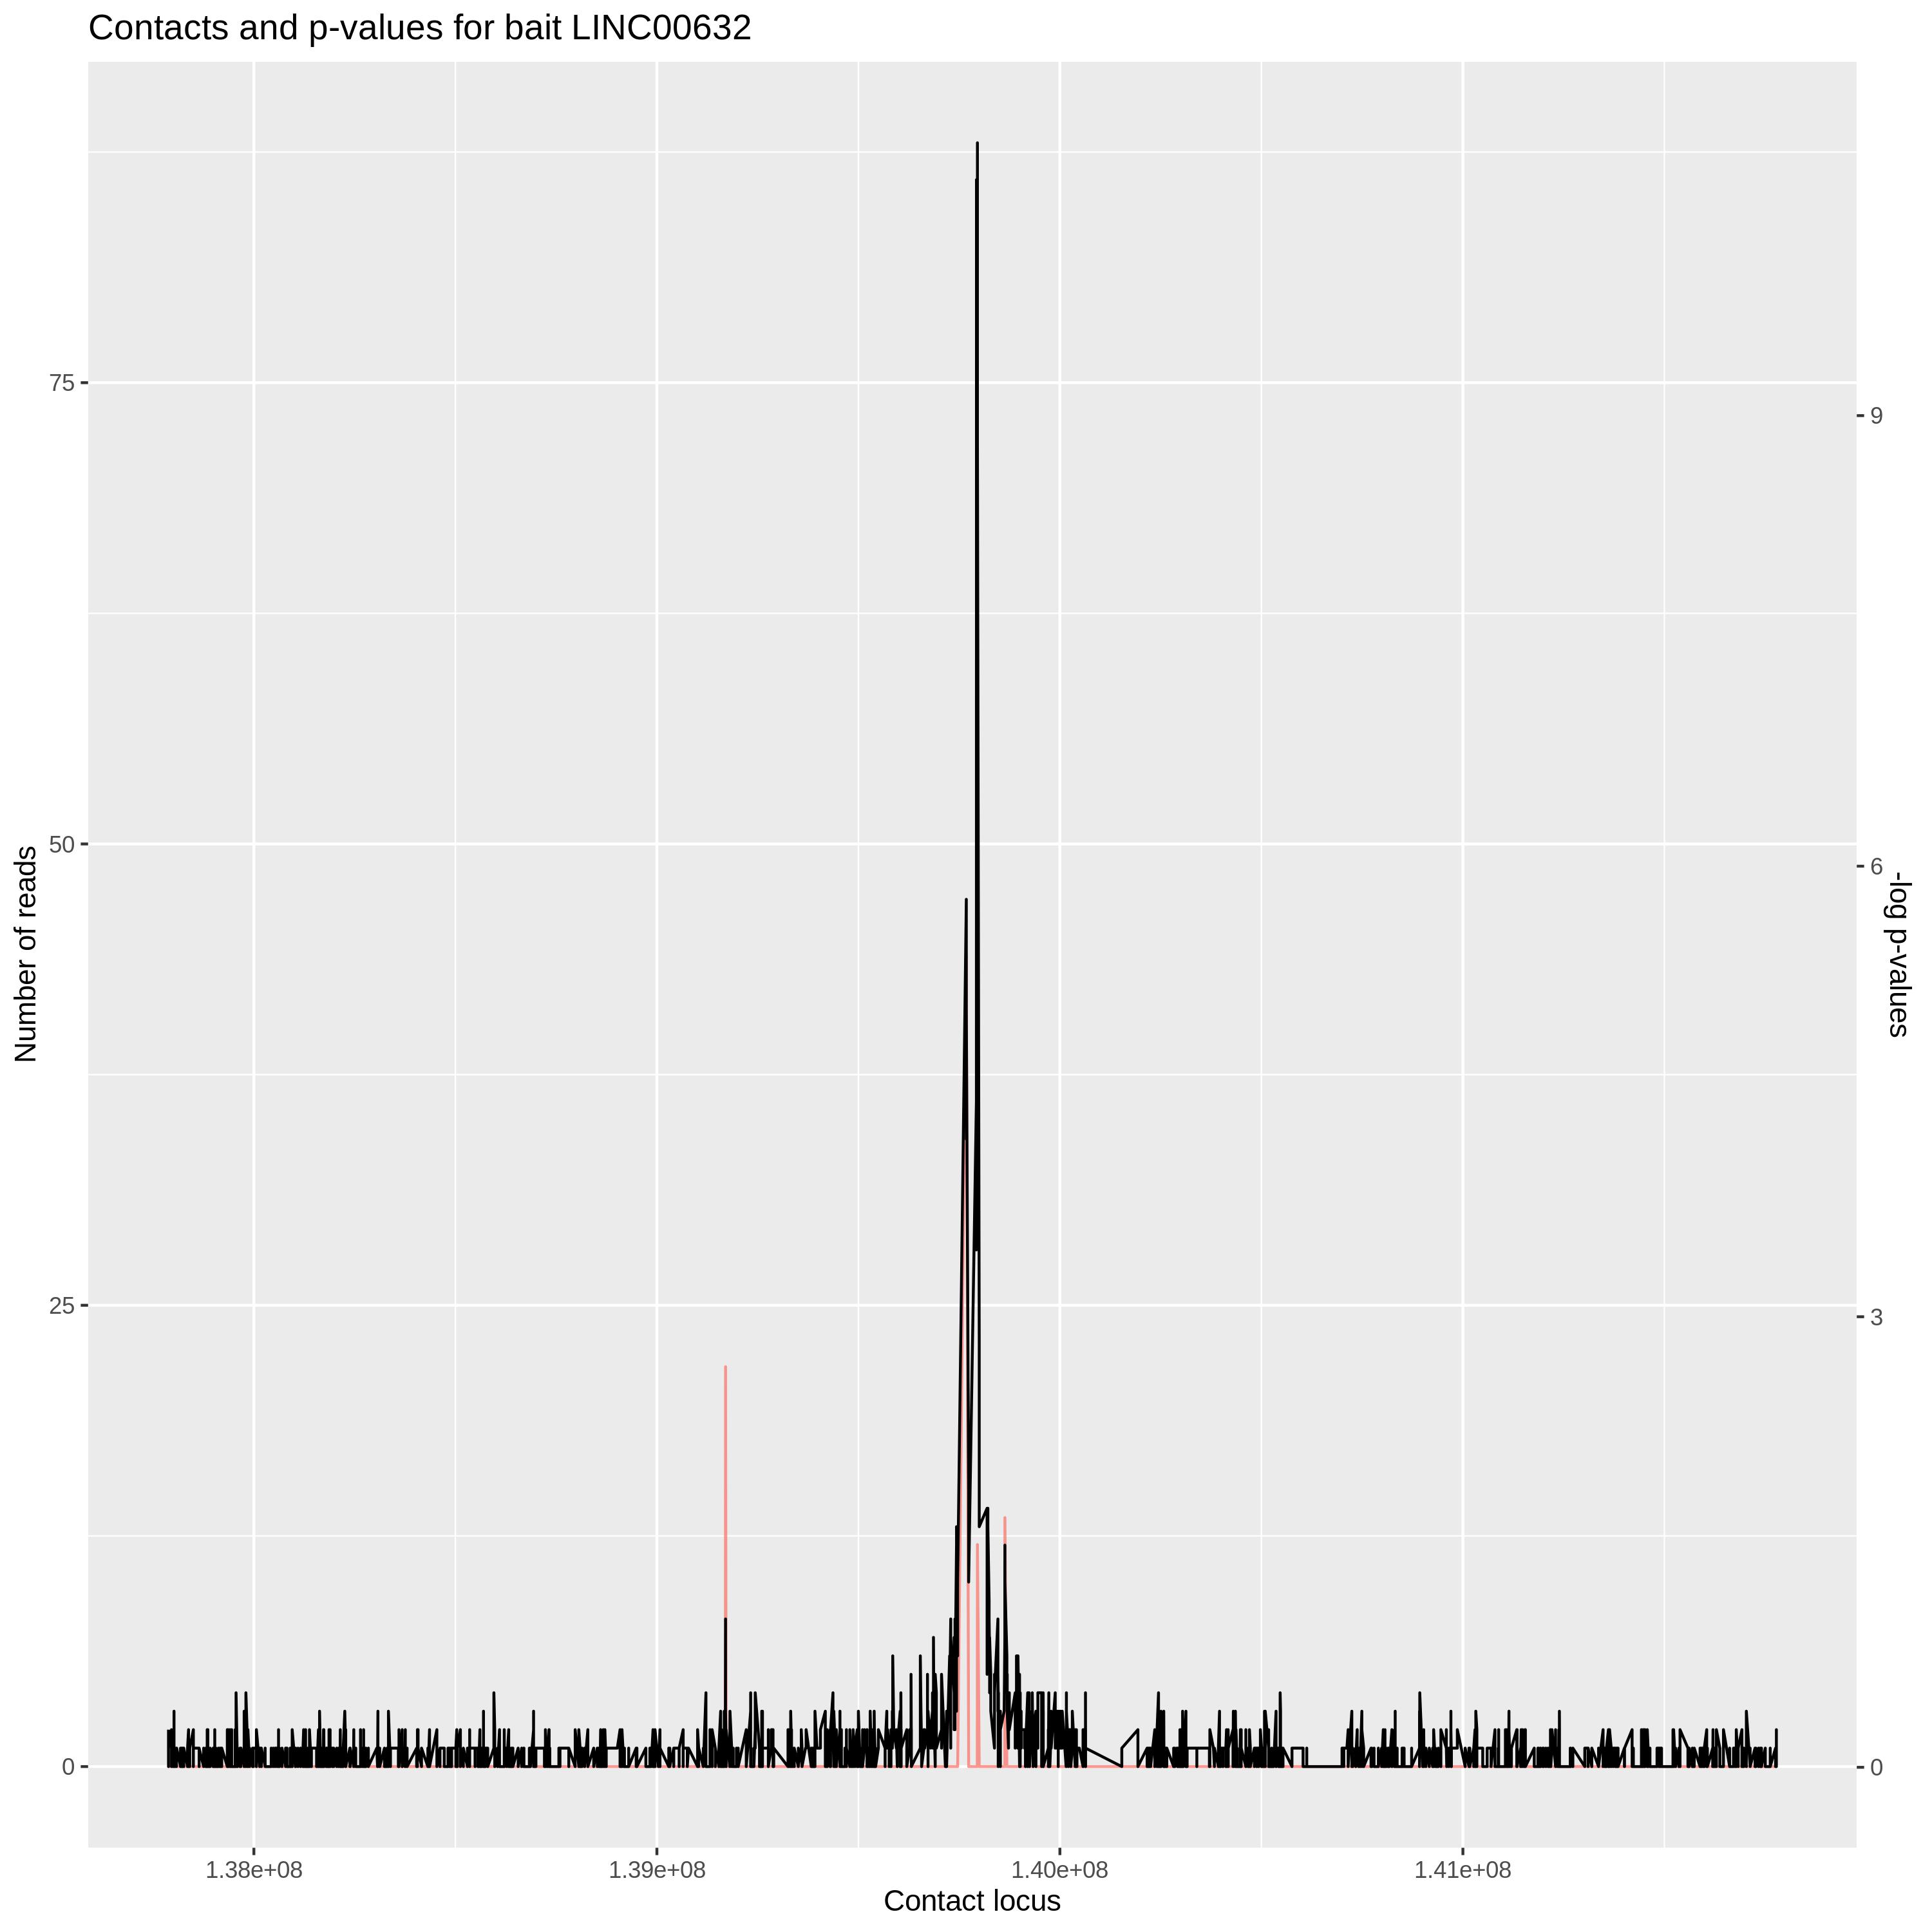 Contacts and p-values for bait LINC00632
75
50
25
0
9
6
3
0
Number of reads
-log p-values
1.38e+08
1.39e+08
1.40e+08
1.41e+08
Contact locus